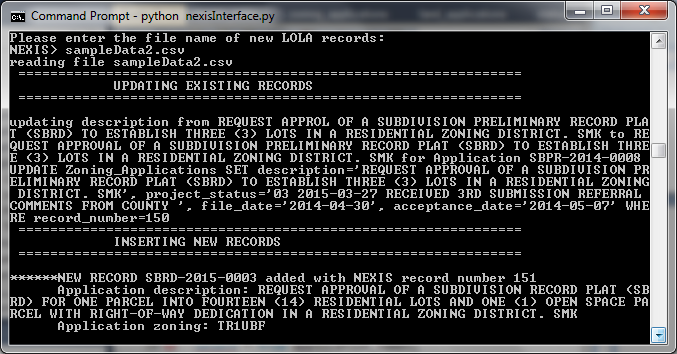 Command Prompt - python nexisInterface.py
Please enter the file name of new LOLA records:
NEXIS> sampleData2.csv
reading file sampleData2.csv
============================================================
UPDATING EXISTING RECORDS
============================================================
updating description from REQUEST APPROL OF A SUBDIVISION PRELIMINARY RECORD PLA
T (SBRD) TO ESTABLISH THREE (3) LOTS IN A RESIDENTIAL ZONING DISTRICT. SMK to RE
QUEST APPROVAL OF A SUBDIVISION PRELIMINARY RECORD PLAT (SBRD) TO ESTABLISH THRE
E (3) LOTS IN A RESIDENTIAL ZONING DISTRICT. SMK for Application SBPR-2014-0008
UPDATE Zoning_Applications SET description='REQUEST APPROVAL OF A SUBDIVISION PR
ELIMINARY RECORD PLAT (SBRD) TO ESTABLISH THREE (3) LOTS IN A RESIDENTIAL ZONING
DISTRICT. SMK', project_status='03 2015-03-27 RECEIVED 3RD SUBMISSION REFERRAL
COMMENTS FROM COUNTY ', file_date='2014-04-30', acceptance_date='2014-05-07' WHE
RE record_number=150
============================================================
INSERTING NEW RECORDS
============================================================
******NEW RECORD SBRD-2015-0003 added with NEXIS record number 151
Application description: REQUEST APPROVAL OF A SUBDIVISION RECORD PLAT (SB
RD) FOR ONE PARCEL INTO FOURTEEN (14) RESIDENTIAL LOTS AND ONE (1) OPEN SPACE PA
RCEL WITH RIGHT-OF-WAY DEDICATION IN A RESIDENTIAL ZONING DISTRICT. SMK
Application zoning: TR1UBF